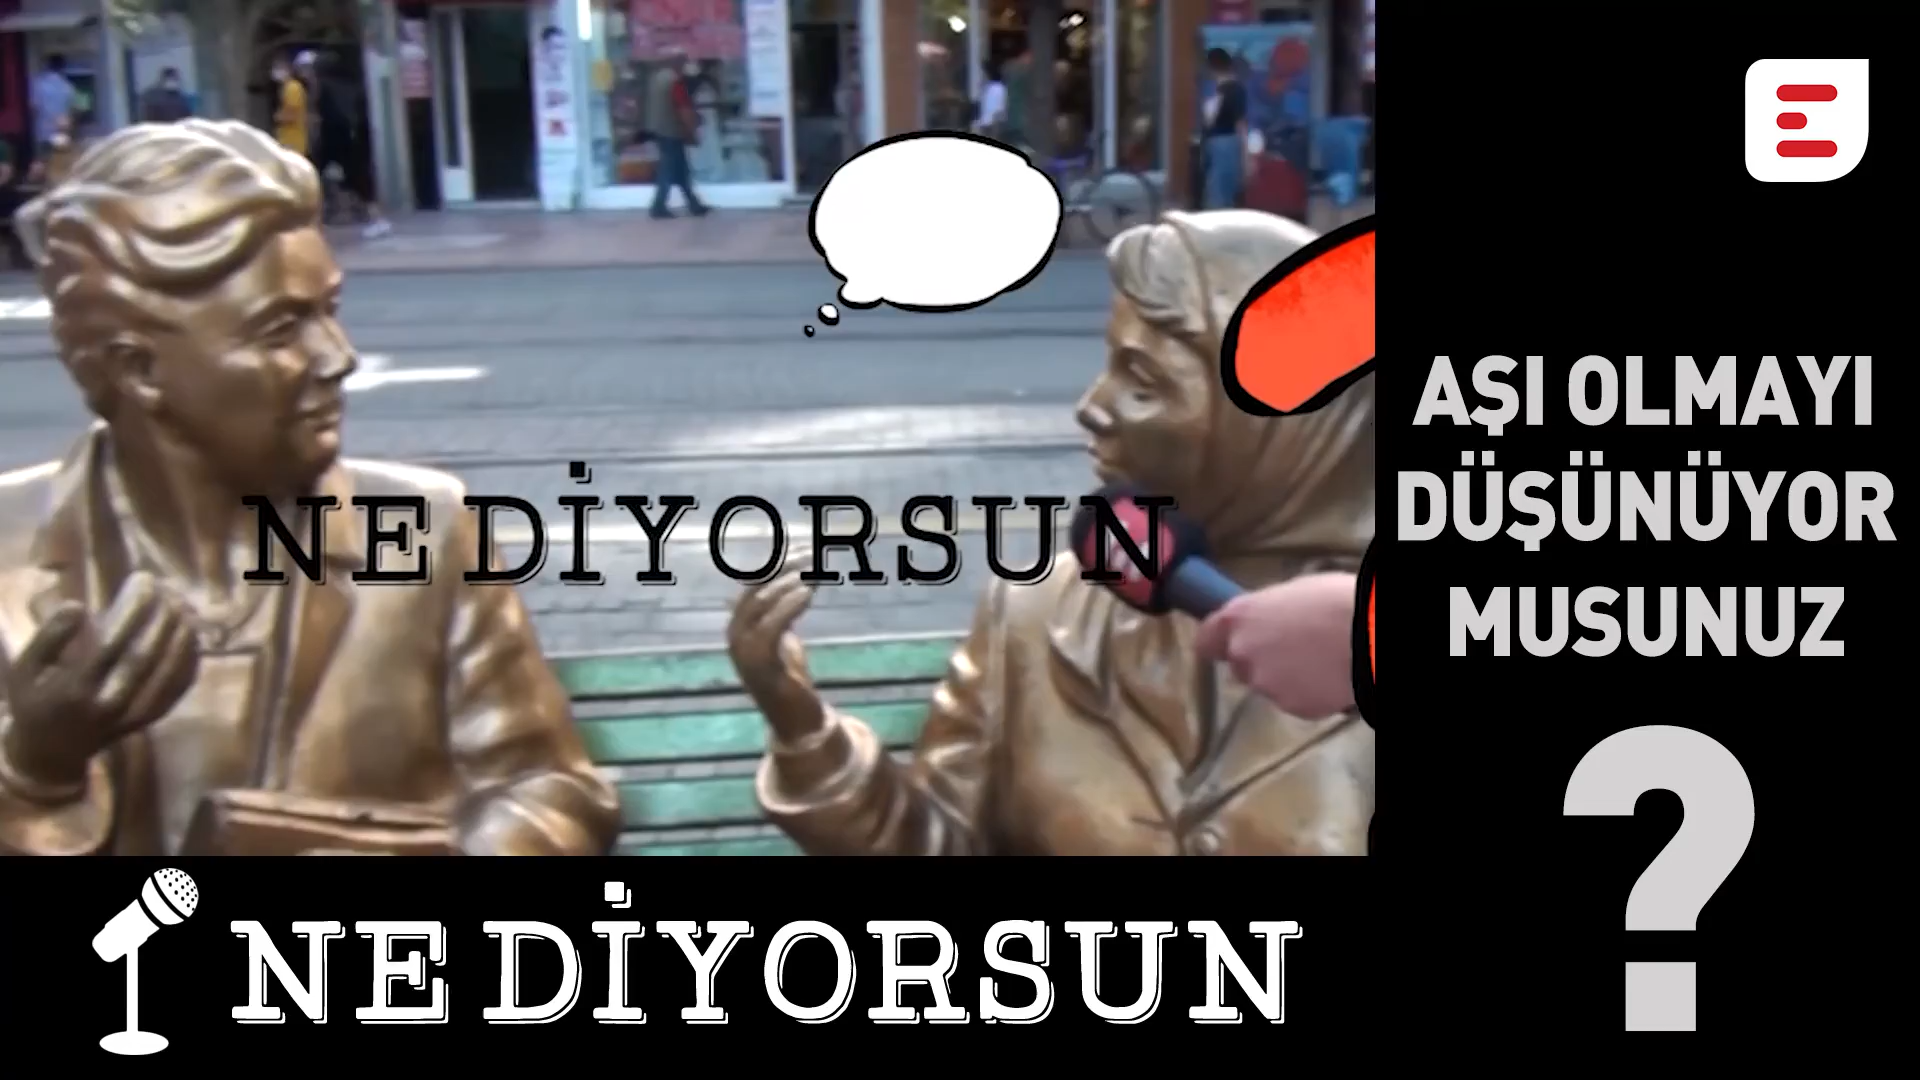 NE DİYORSUN
AŞI OLMAYI
DÜŞÜNÜYOR
MUSUNUZ
?
NE DİYORSUN